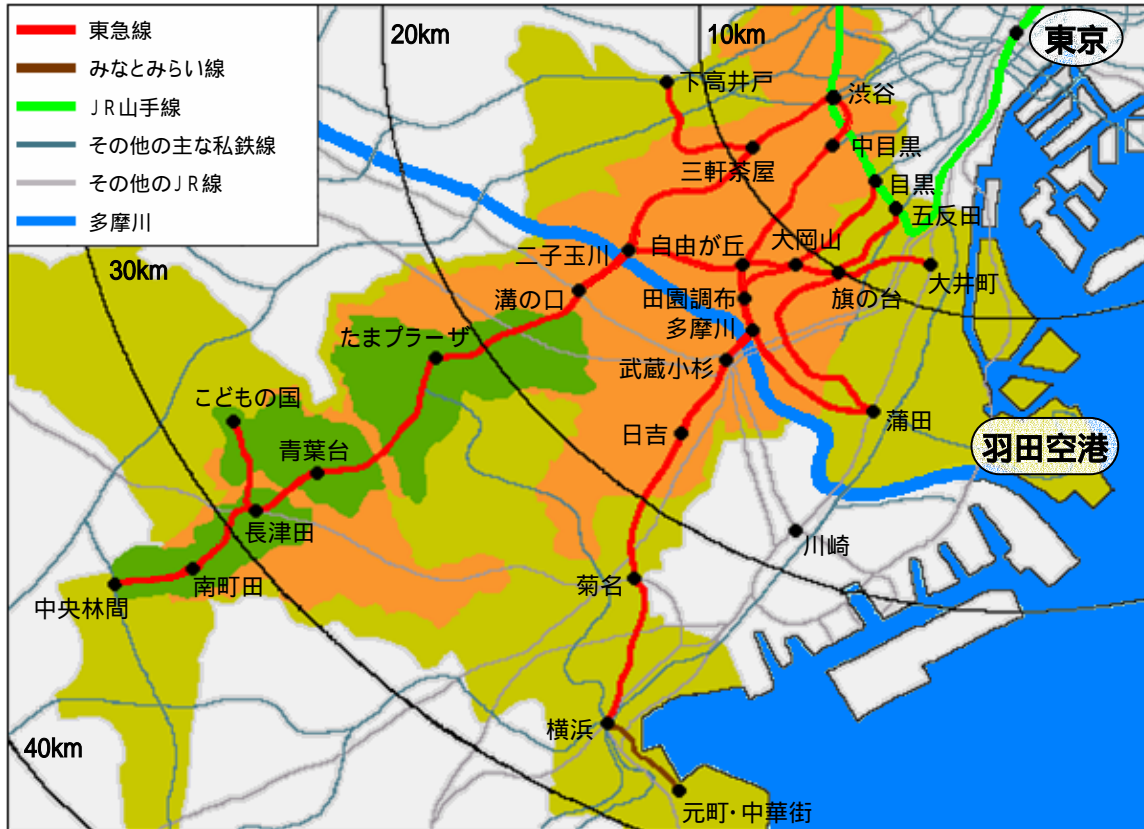 東急線
みなとみらい線
JR山手線
その他の主な私鉄線
その他のJR線
多摩川
20km
10km
東京
下高井戸
渋谷
中目黒
三軒茶屋
目黒
五反田
二子玉川
自由が丘
大岡山
30km
溝の口
田園調布
旗の台
大井町
たまプラーザ
多摩川
武蔵小杉
こどもの国
蒲田
日吉
青葉台
羽田空港
長津田
川崎
南町田
菊名
中央林間
横浜
40km
元町・中華街